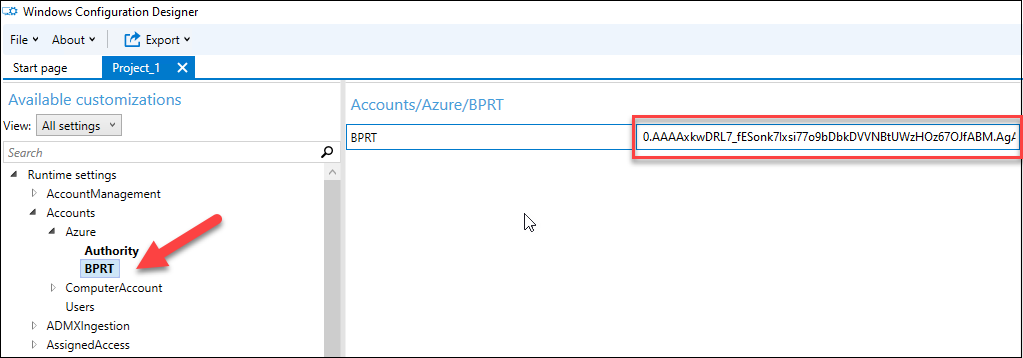 Windows Configuration Designer
File About Export
Start page Project_1
Available customizations
View: All settings
Search
Runtime settings
AccountManagement
Accounts
Azure
Authority
BPRT
ComputerAccount
Users
ADMXIngestion
AssignedAccess
Accounts/Azure/BPRT
BPRT 0.AAAAxkwDRL7_fESonk7lxsi77o9bDbkDVVNBtUWzHOz67OJfABM.AgA